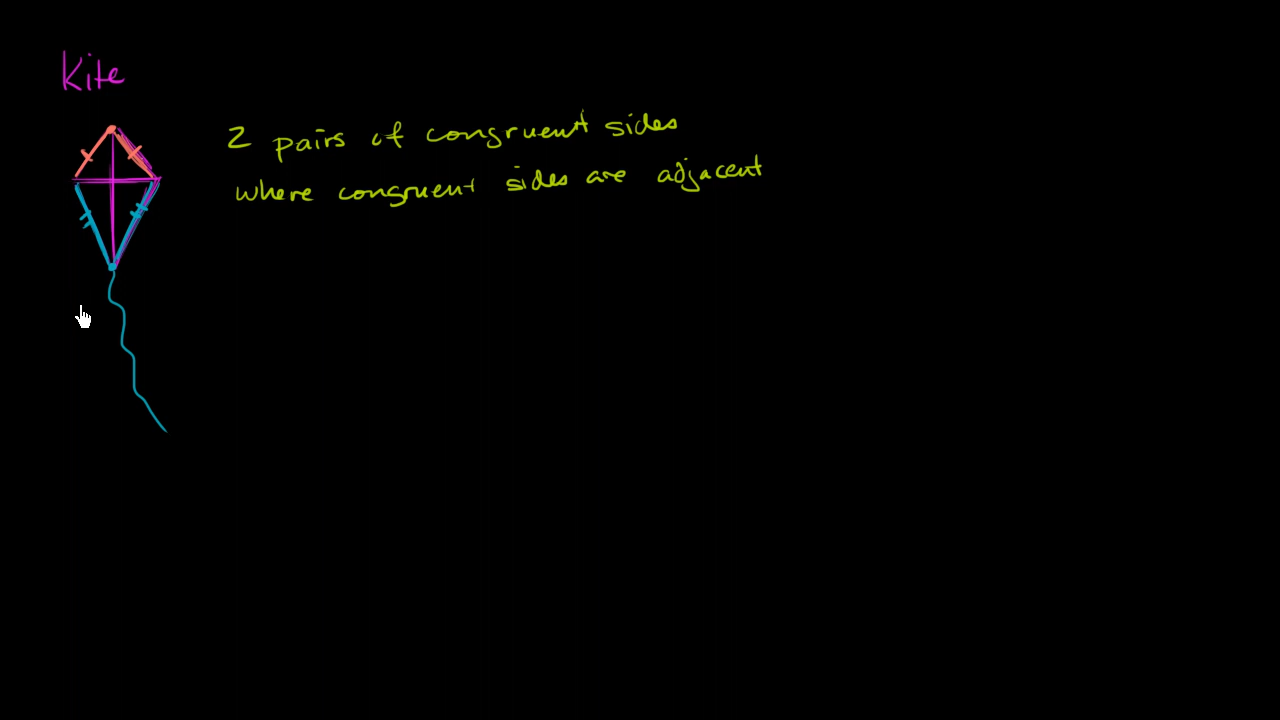 Kite
2 pairs of congruent sides
where congruent sides are adjacent